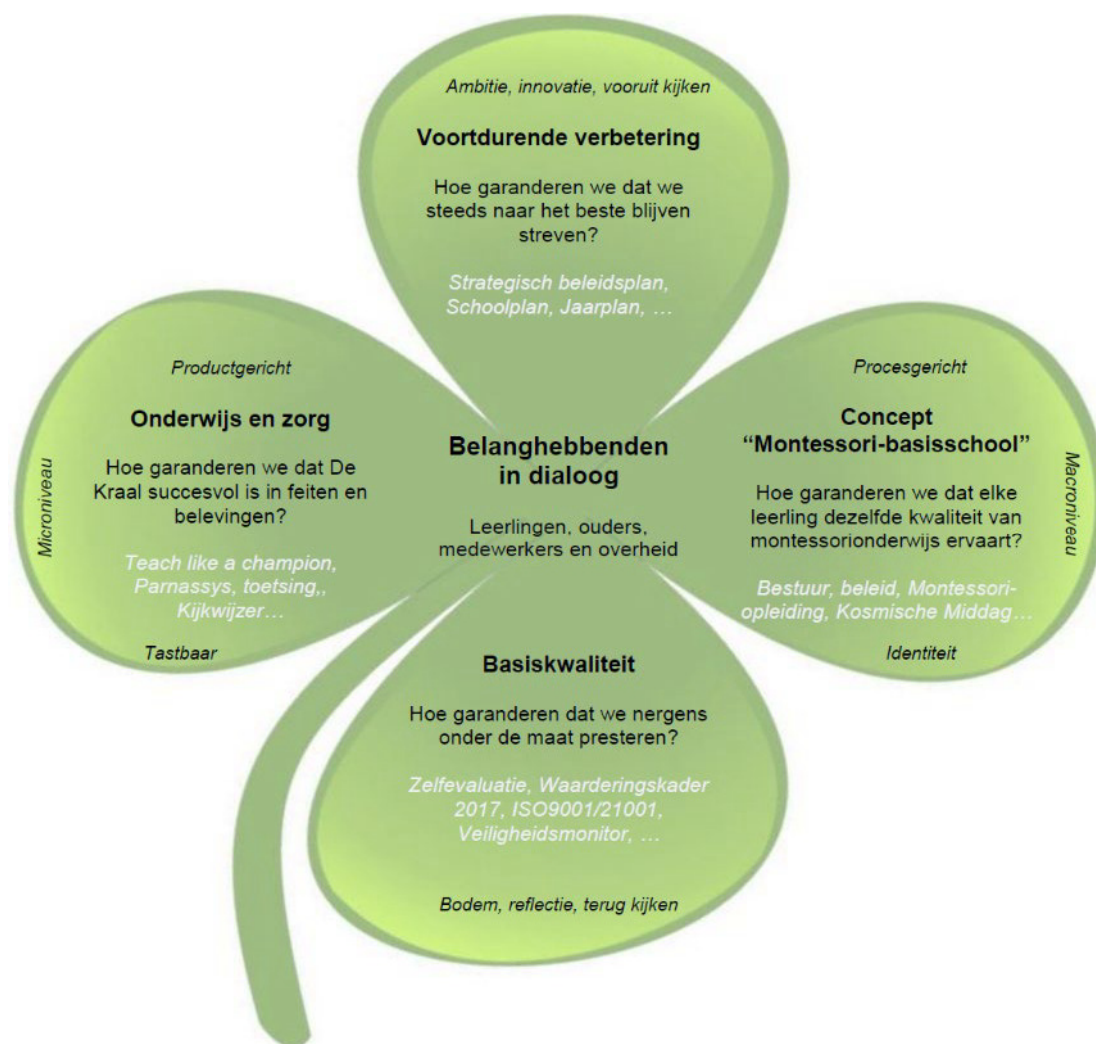 Ambitie, innovatie, vooruit kijken
Voortdurende verbetering
Hoe garanderen we dat we
steeds naar het beste blijven
streven?
Strategisch beleidsplan,
Schoolplan, Jaarplan, …
Microniveau
Productgericht
Onderwijs en zorg
Hoe garanderen we dat De
Kraal succesvol is in feiten en
belevingen?
Teach like a champion,
Parnassys, toetsing,,
Kijkwijzer…
Tastbaar
Belanghebbenden
in dialoog
Leerlingen, ouders,
medewerkers en overheid
Procesgericht
Concept
“Montessori-basisschool”
Hoe garanderen we dat elke
leerling dezelfde kwaliteit van
montessorionderwijs ervaart?
Bestuur, beleid, Montessori-
opleiding, Kosmische Middag…
Identiteit
Macroniveau
Basiskwaliteit
Hoe garanderen dat we nergens
onder de maat presteren?
Zelfevaluatie, Waarderingskader
2017, ISO9001/21001,
Veiligheidsmonitor, …
Bodem, reflectie, terug kijken